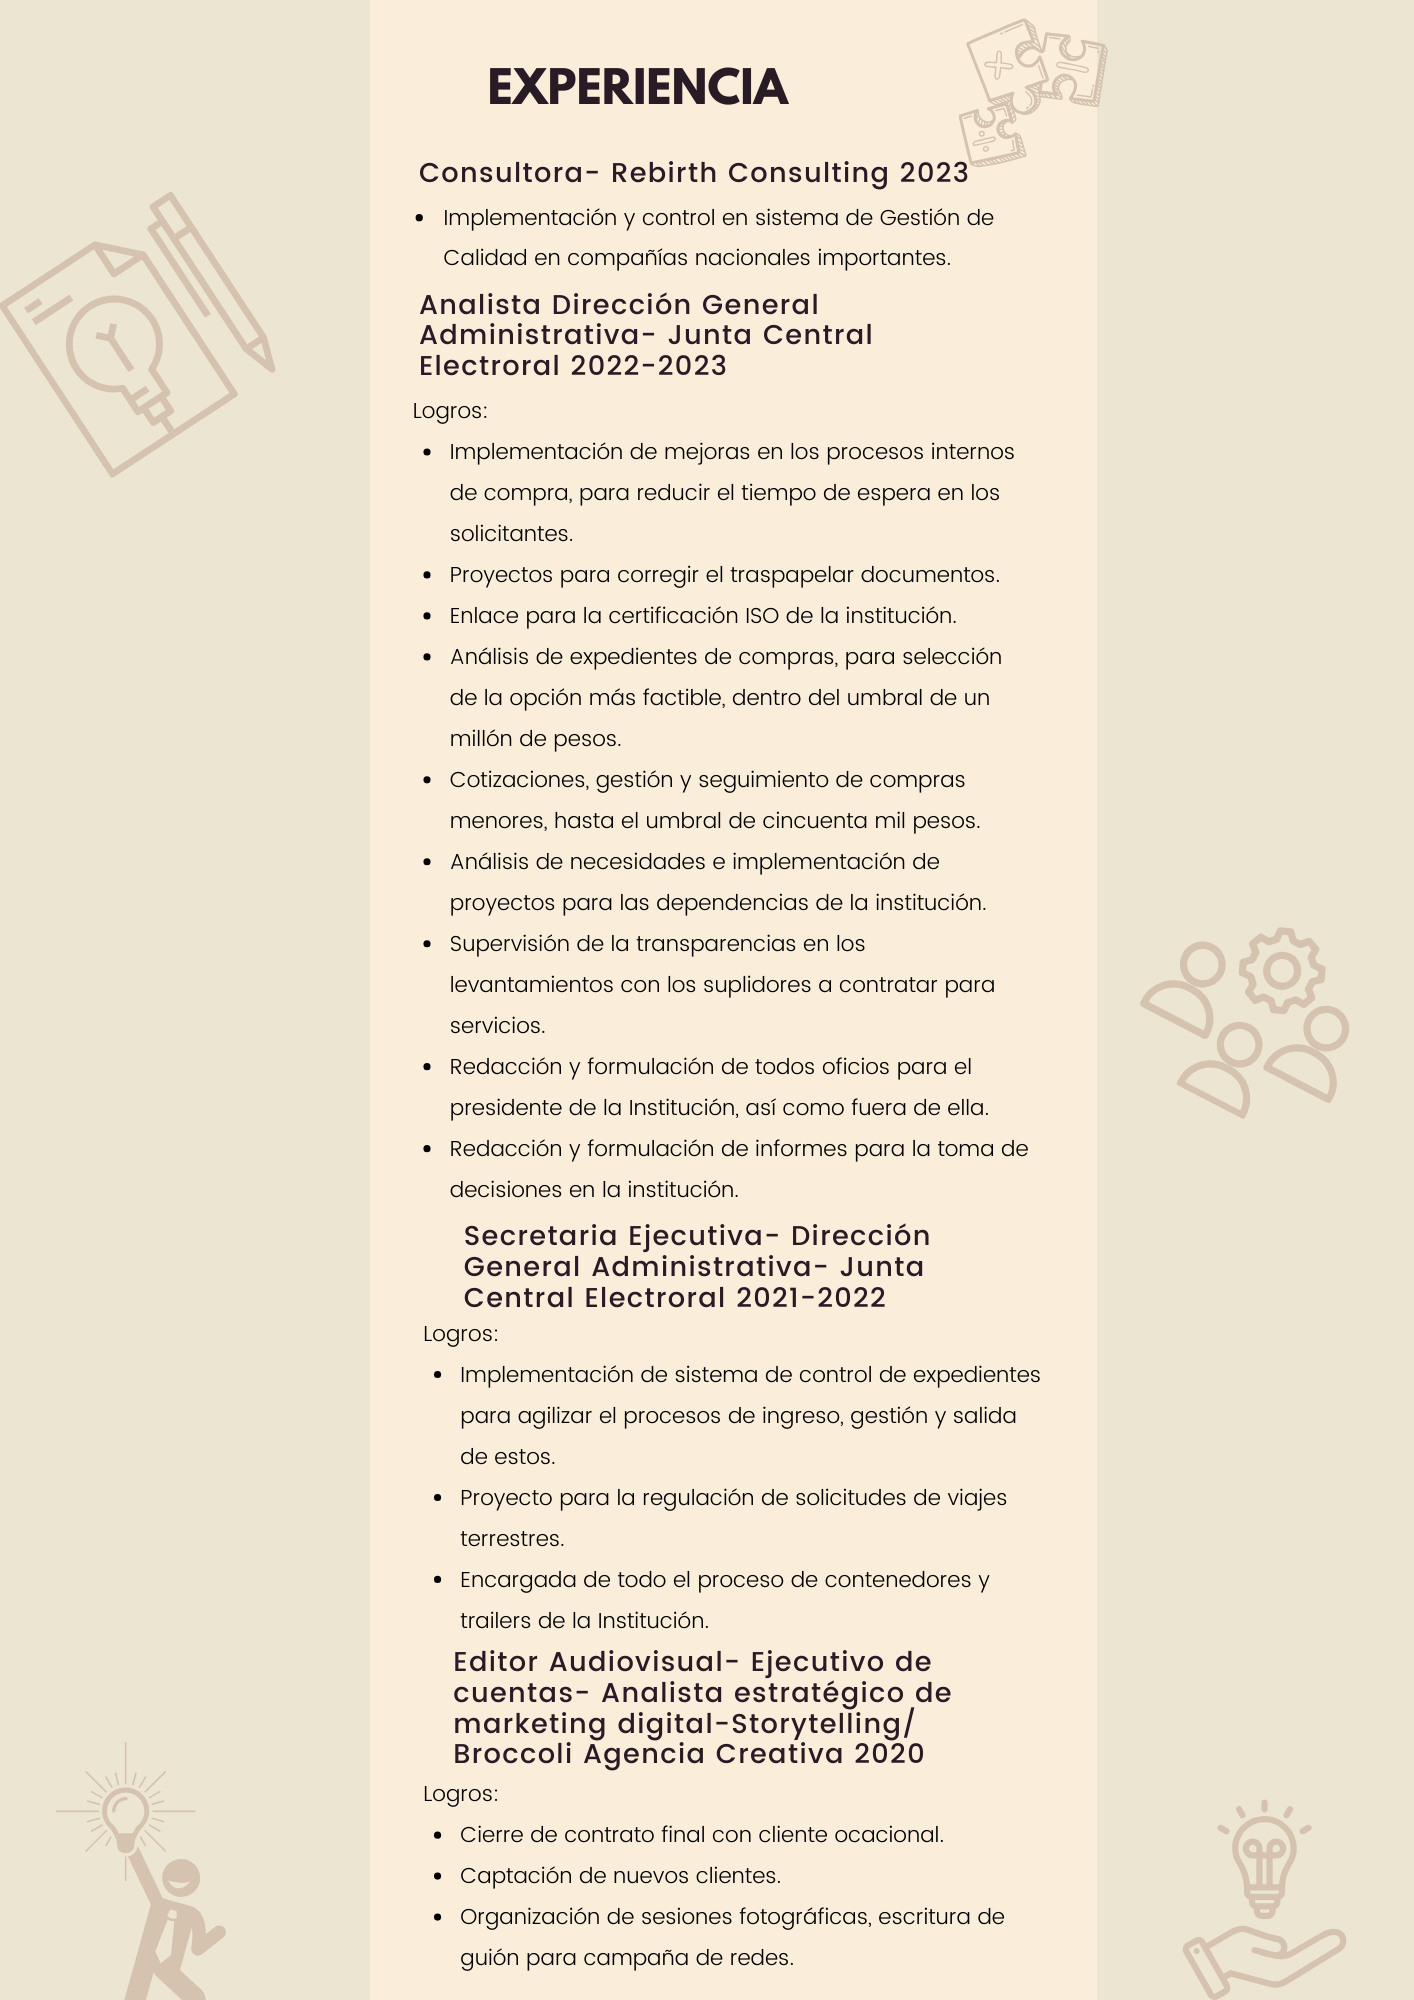 EXPERIENCIA
Consultora- Rebirth Consulting 2023
• Implementación y control en sistema de Gestión de
Calidad en compañías nacionales importantes.
Analista Dirección General
Administrativa- Junta Central
Electroral 2022-2023
Logros:
• Implementación de mejoras en los procesos internos
de compra, para reducir el tiempo de espera en los
solicitantes.
• Proyectos para corregir el traspapelar documentos.
• Enlace para la certificación ISO de la institución.
• Análisis de expedientes de compras, para selección
de la opción más factible, dentro del umbral de un
millón de pesos.
• Cotizaciones, gestión y seguimiento de compras
menores, hasta el umbral de cincuenta mil pesos.
• Análisis de necesidades e implementación de
proyectos para las dependencias de la institución.
• Supervisión de la transparencias en los
levantamientos con los suplidores a contratar para
servicios.
• Redacción y formulación de todos oficios para el
presidente de la Institución, así como fuera de ella.
• Redacción y formulación de informes para la toma de
decisiones en la institución.
Secretaria Ejecutiva- Dirección
General Administrativa- Junta
Central Electroral 2021-2022
Logros:
• Implementación de sistema de control de expedientes
para agilizar el procesos de ingreso, gestión y salida
de estos.
• Proyecto para la regulación de solicitudes de viajes
terrestres.
• Encargada de todo el proceso de contenedores y
trailers de la Institución.
Editor Audiovisual- Ejecutivo de
cuentas- Analista estratégico de
marketing digital-Storytelling/
Broccoli Agencia Creativa 2020
Logros:
• Cierre de contrato final con cliente ocacional.
• Captación de nuevos clientes.
• Organización de sesiones fotográficas, escritura de
guión para campaña de redes.